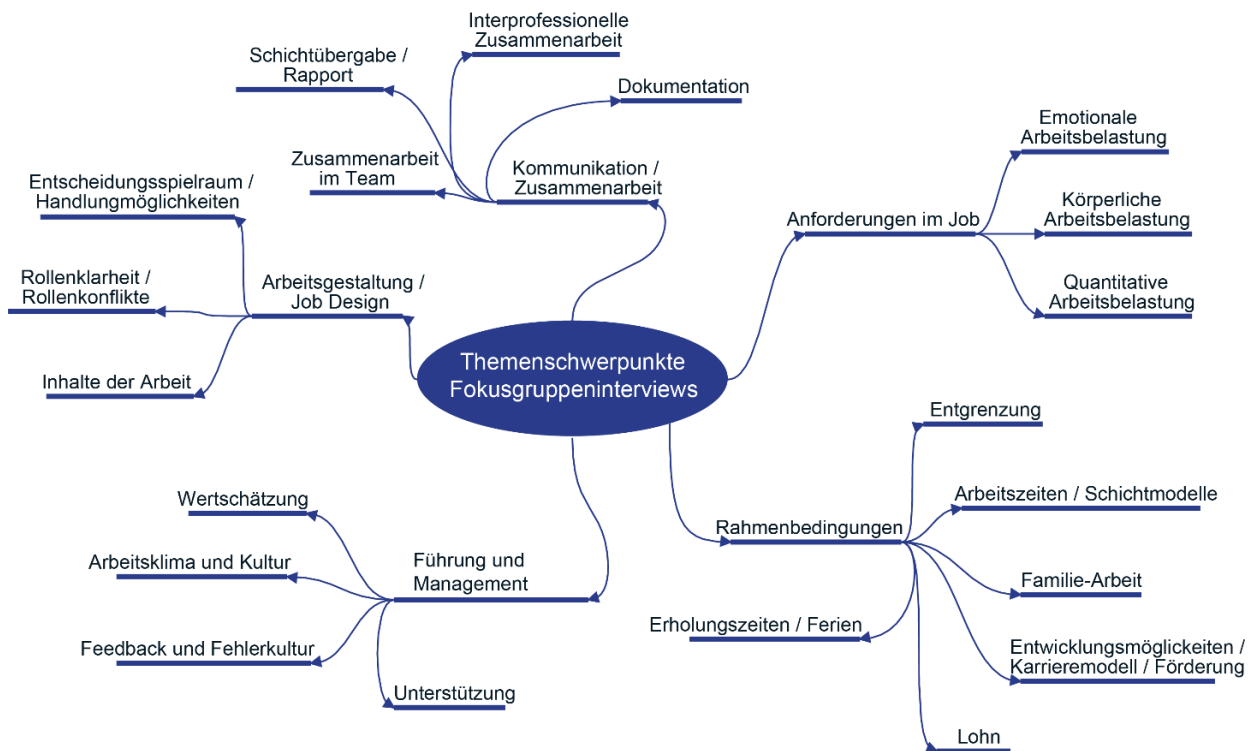 Themenschwerpunkte
Fokusgruppeninterviews
Kommunikation /
Zusammenarbeit
Interprofessionelle
Zusammenarbeit
Schichtübergabe /
Rapport
Dokumentation
Zusammenarbeit
im Team
Anforderungen im Job
Emotionale
Arbeitsbelastung
Körperliche
Arbeitsbelastung
Quantitative
Arbeitsbelastung
Arbeitsgestaltung /
Job Design
Entscheidungsspielraum /
Handlungmöglichkeiten
Rollenklarheit /
Rollenkonflikte
Inhalte der Arbeit
Führung und
Management
Wertschätzung
Arbeitsklima und Kultur
Feedback und Fehlerkultur
Unterstützung
Rahmenbedingungen
Entgrenzung
Arbeitszeiten / Schichtmodelle
Familie-Arbeit
Erholungszeiten / Ferien
Entwicklungsmöglickeiten /
Karrieremodell / Förderung
Lohn